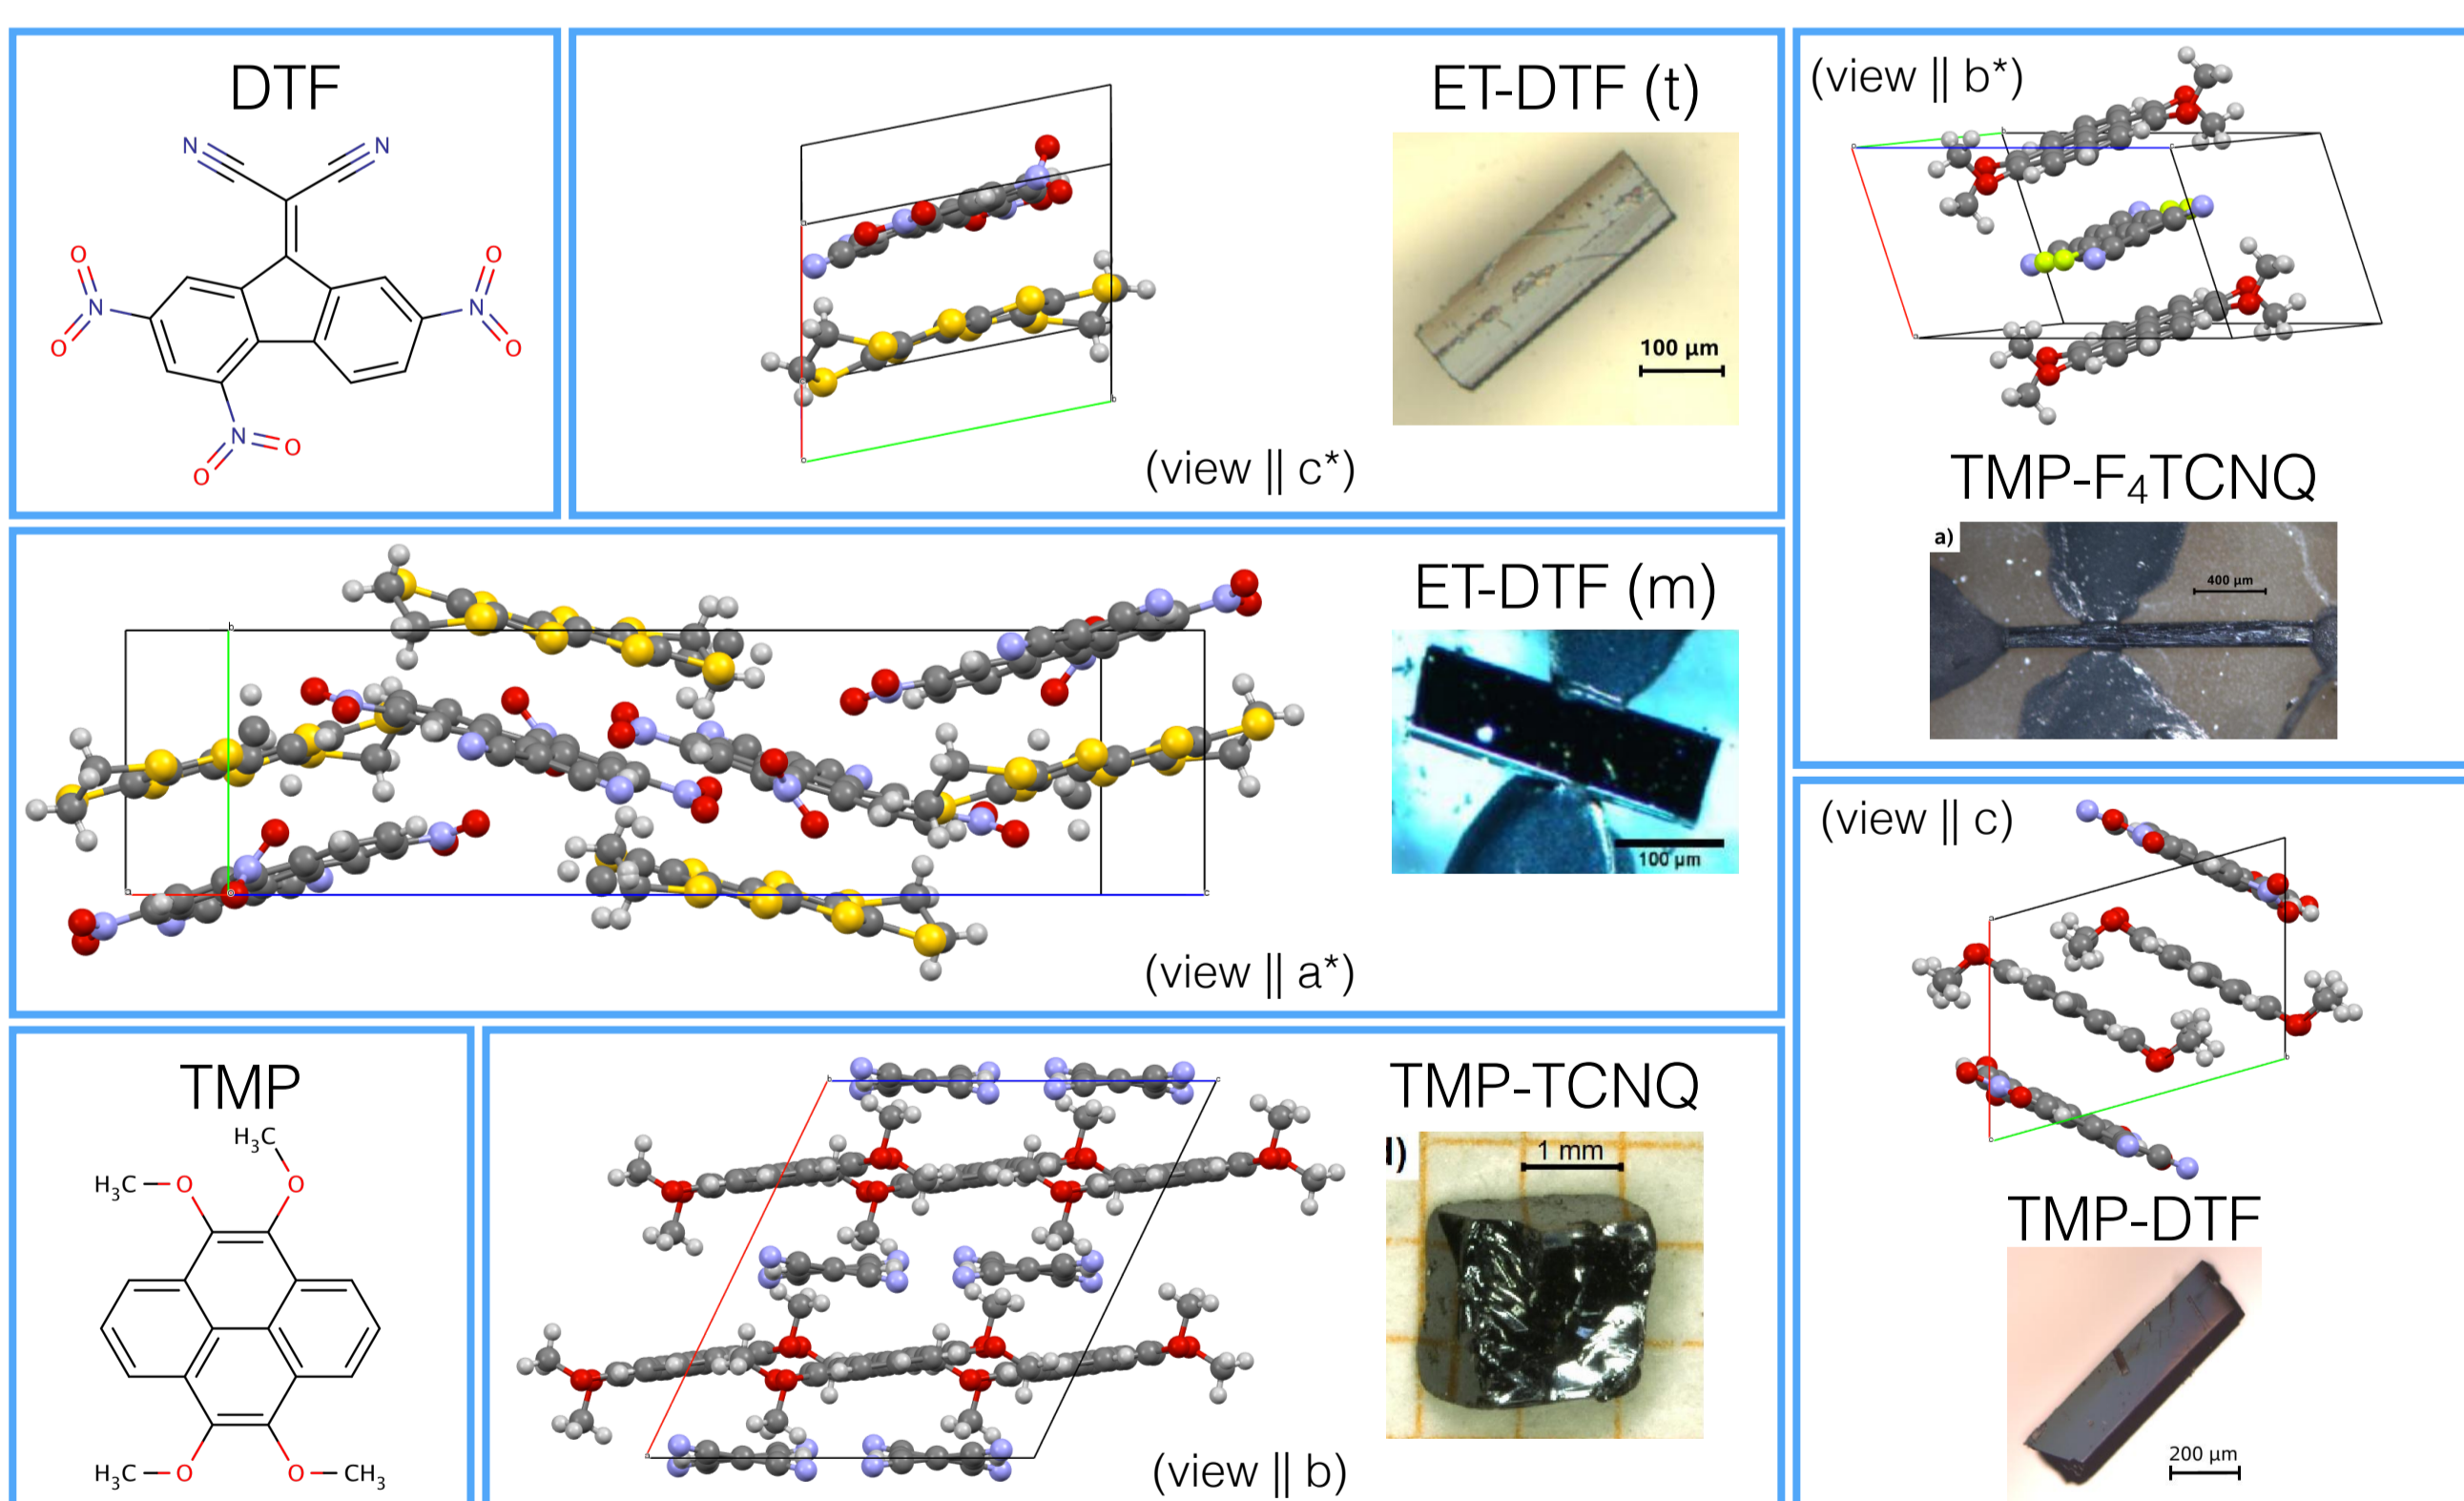 DTF
N
N
O
N
O
O
N
O
N
O
O
ET-DTF (t)
100 µm
(view || c*)
(view || b*)
TMP-F₄TCNQ
a)
400 µm
ET-DTF (m)
100 µm
(view || a*)
(view || c)
TMP-DTF
200 µm
TMP
H₃C
H₃C
O
O
H₃C
O
O
CH₃
TMP-TCNQ
1 mm
(view || b)